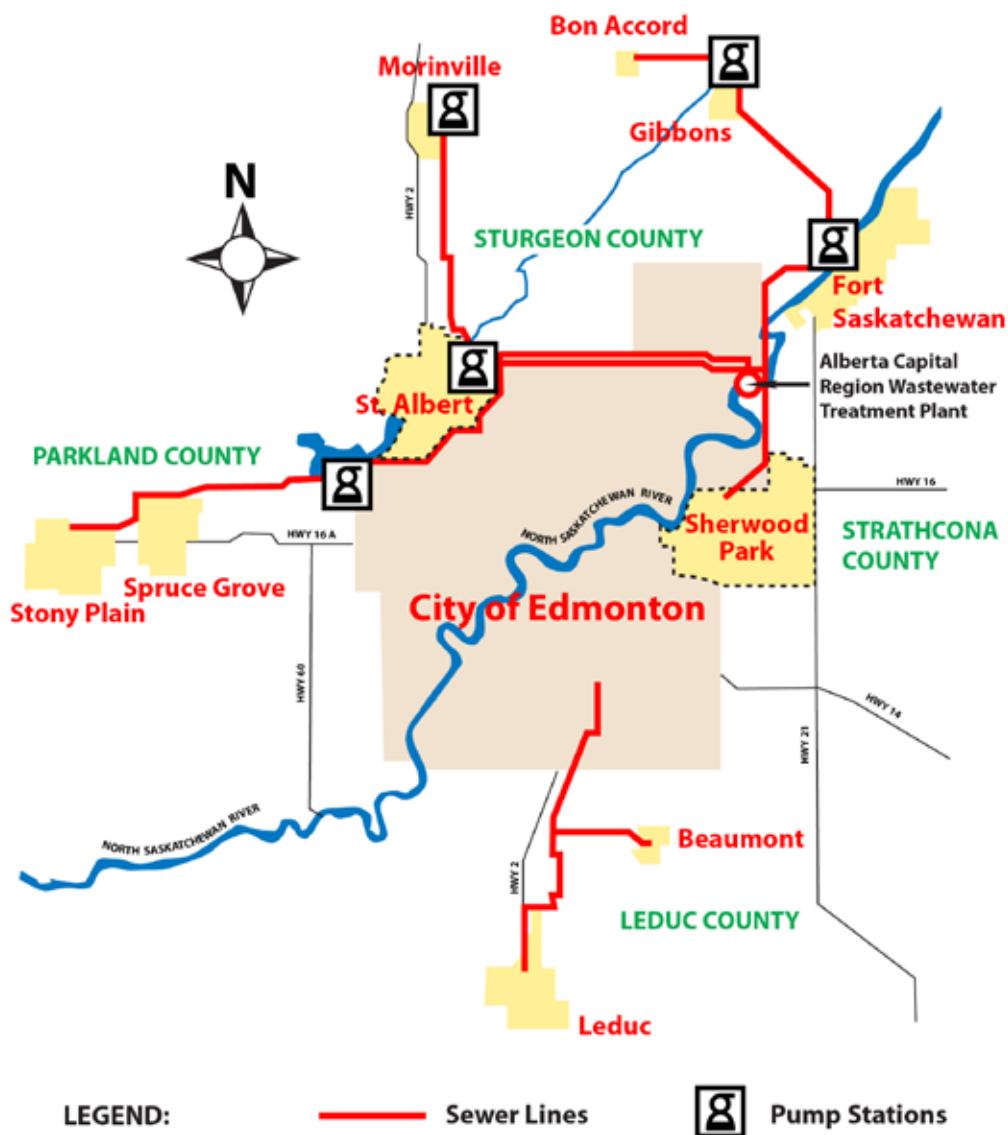 Bon Accord
Morinville
Gibbons
N
HWY 2
STURGEON COUNTY
Fort
Saskatchewan
Alberta Capital
Region Wastewater
Treatment Plant
St. Albert
PARKLAND COUNTY
HWY 16
NORTH SASKATCHEWAN RIVER
Sherwood
Park
STRATHCONA
COUNTY
HWY 16 A
Spruce Grove
Stony Plain
City of Edmonton
HWY 60
HWY 14
HWY 21
NORTH SASKATCHEWAN RIVER
Beaumont
HWY 2
LEDUC COUNTY
Leduc
LEGEND:
Sewer Lines
Pump Stations